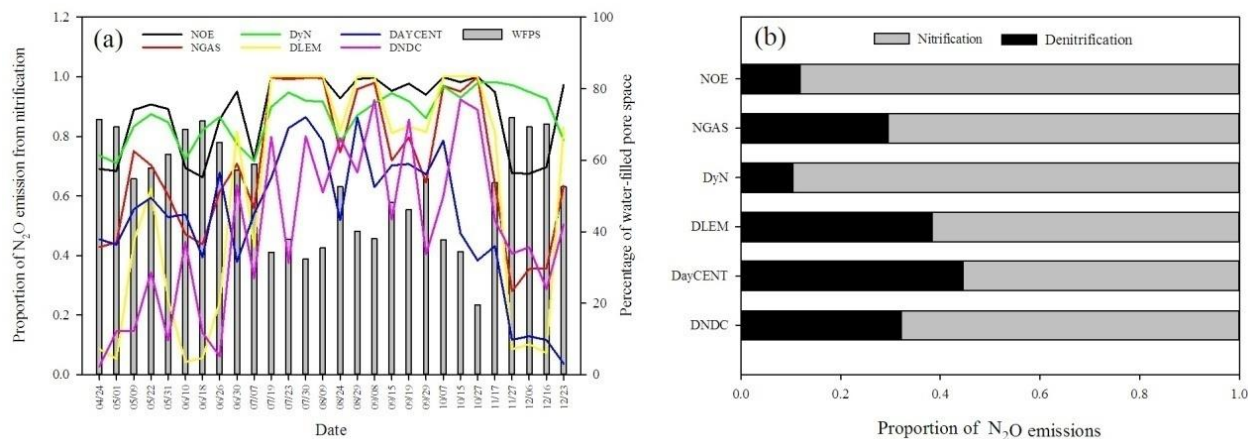 (a)
NOE
NGAS
DyN
DLEM
DAYCENT
DNDC
WFPS
Proportion of N₂O emission from nitrification
1.2
1.0
0.8
0.6
0.4
0.2
0.0
Percentage of water-filled pore space
100
80
60
40
20
0
04/24
05/01
05/09
05/22
05/31
06/10
06/18
06/26
06/30
07/07
07/19
07/23
07/30
08/09
08/24
08/29
09/08
09/15
09/19
09/29
10/07
10/15
10/27
11/17
11/27
12/06
12/16
12/23
Date
(b)
Nitrification
Denitrification
NOE
NGAS
DyN
DLEM
DayCENT
DNDC
0.0 0.2 0.4 0.6 0.8 1.0
Proportion of N₂O emissions